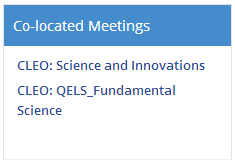 Co-located Meetings
CLEO: Science and Innovations
CLEO: QELS_Fundamental
Science